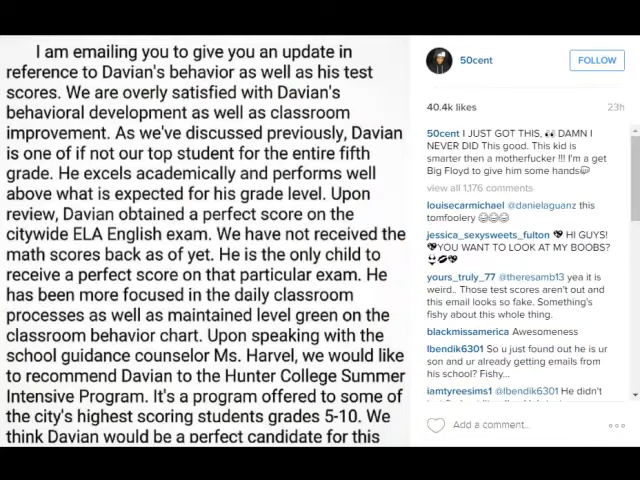 I am emailing you to give you an update in
reference to Davian's behavior as well as his test
scores. We are overly satisfied with Davian's
behavioral development as well as classroom
improvement. As we've discussed previously, Davian
is one of if not our top student for the entire fifth
grade. He excels academically and performs well
above what is expected for his grade level. Upon
review, Davian obtained a perfect score on the
citywide ELA English exam. We have not received the
math scores back as of yet. He is the only child to
receive a perfect score on that particular exam. He
has been more focused in the daily classroom
processes as well as maintained level green on the
classroom behavior chart. Upon speaking with the
school guidance counselor Ms. Harvel, we would like
to recommend Davian to the Hunter College Summer
Intensive Program. It's a program offered to some of
the city's highest scoring students grades 5-10. We
think Davian would be a perfect candidate for this
50cent
FOLLOW
40.4k likes
23h
50cent I JUST GOT THIS, 👀 DAMN I
NEVER DID This good. This kid is
smarter then a motherfucker !!! I'm a get
Big Floyd to give him some hands
view all 1,176 comments
louisecarmichael @danielaguanz this
tomfoolery
jessica_sexysweets_fulton HI GUYS!
YOU WANT TO LOOK AT MY BOOBS?
yours_truly_77 @theresamb13 yea it is
weird.. Those test scores aren't out and
this email looks so fake. Something's
fishy about this whole thing.
blackmissamerica Awesomeness
lbendik6301 So u just found out he is ur
son and ur already getting emails from
his school? Fishy...
iamtyreesims1 @lbendik6301 He didn't
Add a comment...